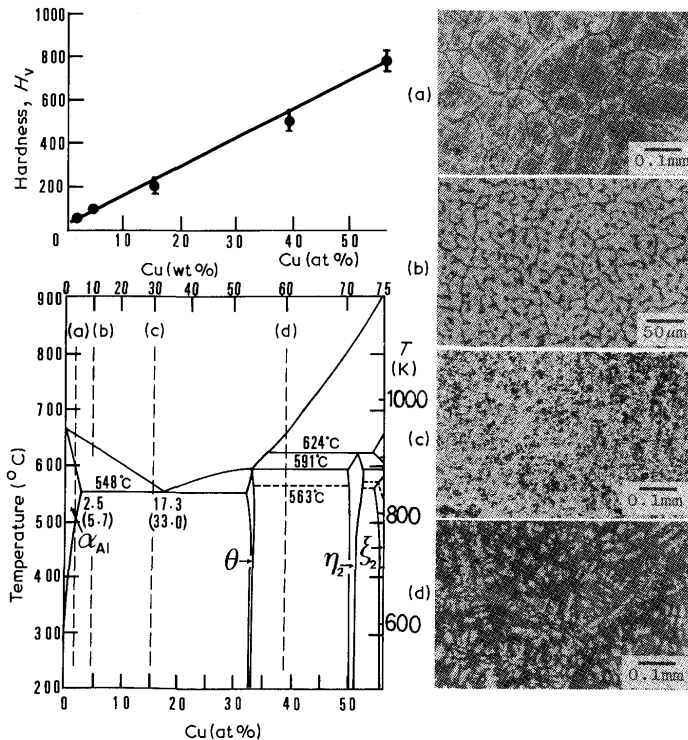 1000
800
600
400
200
0
Hardness, Hv
0 10 20 30 40 50
Cu (wt %) Cu (at %)
0 10 20 30 40 50 60 70 75
900
800
700
600
500
400
300
200
Temperature (°C)
(a) (b) (c) (d)
T
(K)
1000
800
600
624°C
591°C
548°C
563°C
2.5
(5.7)
17.3
(33.0)
αAl
θ
η2
ξ2
0 10 20 30 40 50
Cu (at %)
(a)
0.1mm
(b)
50μm
(c)
0.1mm
(d)
0.1mm